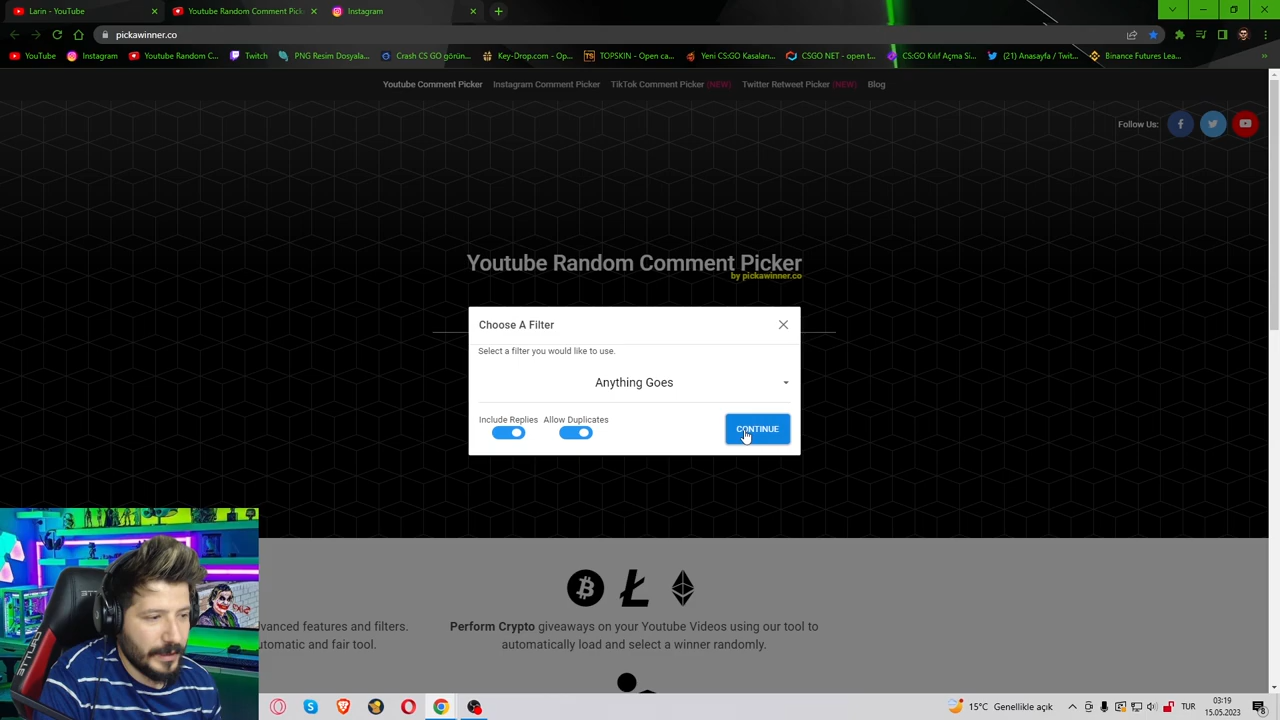 Larin - YouTube
Youtube Random Comment Picker
Instagram
pickawinner.co
YouTube Instagram Youtube Random C... Twitch PNG Resim Dosyala... Crash CS GO görün... Key-Drop.com - Op... TOPSKIN - Open ca... Yeni CS:GO Kasaları... CSGO NET - open t... CS:GO Kılıf Açma Si... (21) Anasayfa / Twit... Binance Futures Lea...
Youtube Comment Picker Instagram Comment Picker TikTok Comment Picker (NEW) Twitter Retweet Picker (NEW) Blog
Follow Us:
Youtube Random Comment Picker
by pickawinner.co
Choose A Filter
Select a filter you would like to use.
Anything Goes
Include Replies Allow Duplicates
CONTINUE
vanced features and filters.
utomatic and fair tool.
Perform Crypto giveaways on your Youtube Videos using our tool to
automatically load and select a winner randomly.
15°C Genellikle açık
TUR
03:19
15.05.2023
8